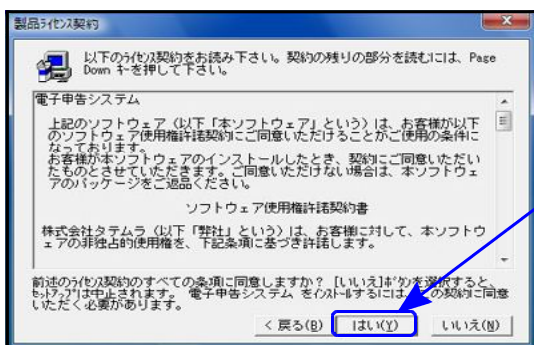 製品ﾗｲｾﾝｽ契約
以下のﾗｲｾﾝｽ契約をお読み下さい。契約の残りの部分を読むには、Page
Down キーを押して下さい。
電子申告システム
上記のソフトウェア（以下「本ソフトウェア」という）は、お客様が以下
のソフトウェア使用権許諾契約にご同意いただけることがご使用の条件に
なっております。
お客様が本ソフトウェアのインストールしたとき、契約にご同意いただい
たものとさせていただきます。ご同意いただけない場合は、本ソフトウェ
アのパッケージをご返品ください。
ソフトウェア使用権許諾契約書
株式会社タテムラ（以下「弊社」という）は、お客様に対して、本ソフトウ
ェアの非独占的使用権を、下記条項に基づき許諾します。
前述のﾗｲｾﾝｽ契約のすべての条項に同意しますか？ [いいえ]ﾎﾞﾀﾝを選択すると、
ｾｯﾄｱｯﾌﾟは中止されます。 電子申告システム をｲﾝｽﾄｰﾙするには、この契約に同意
いただく必要があります。
< 戻る(B) はい(Y) いいえ(N)